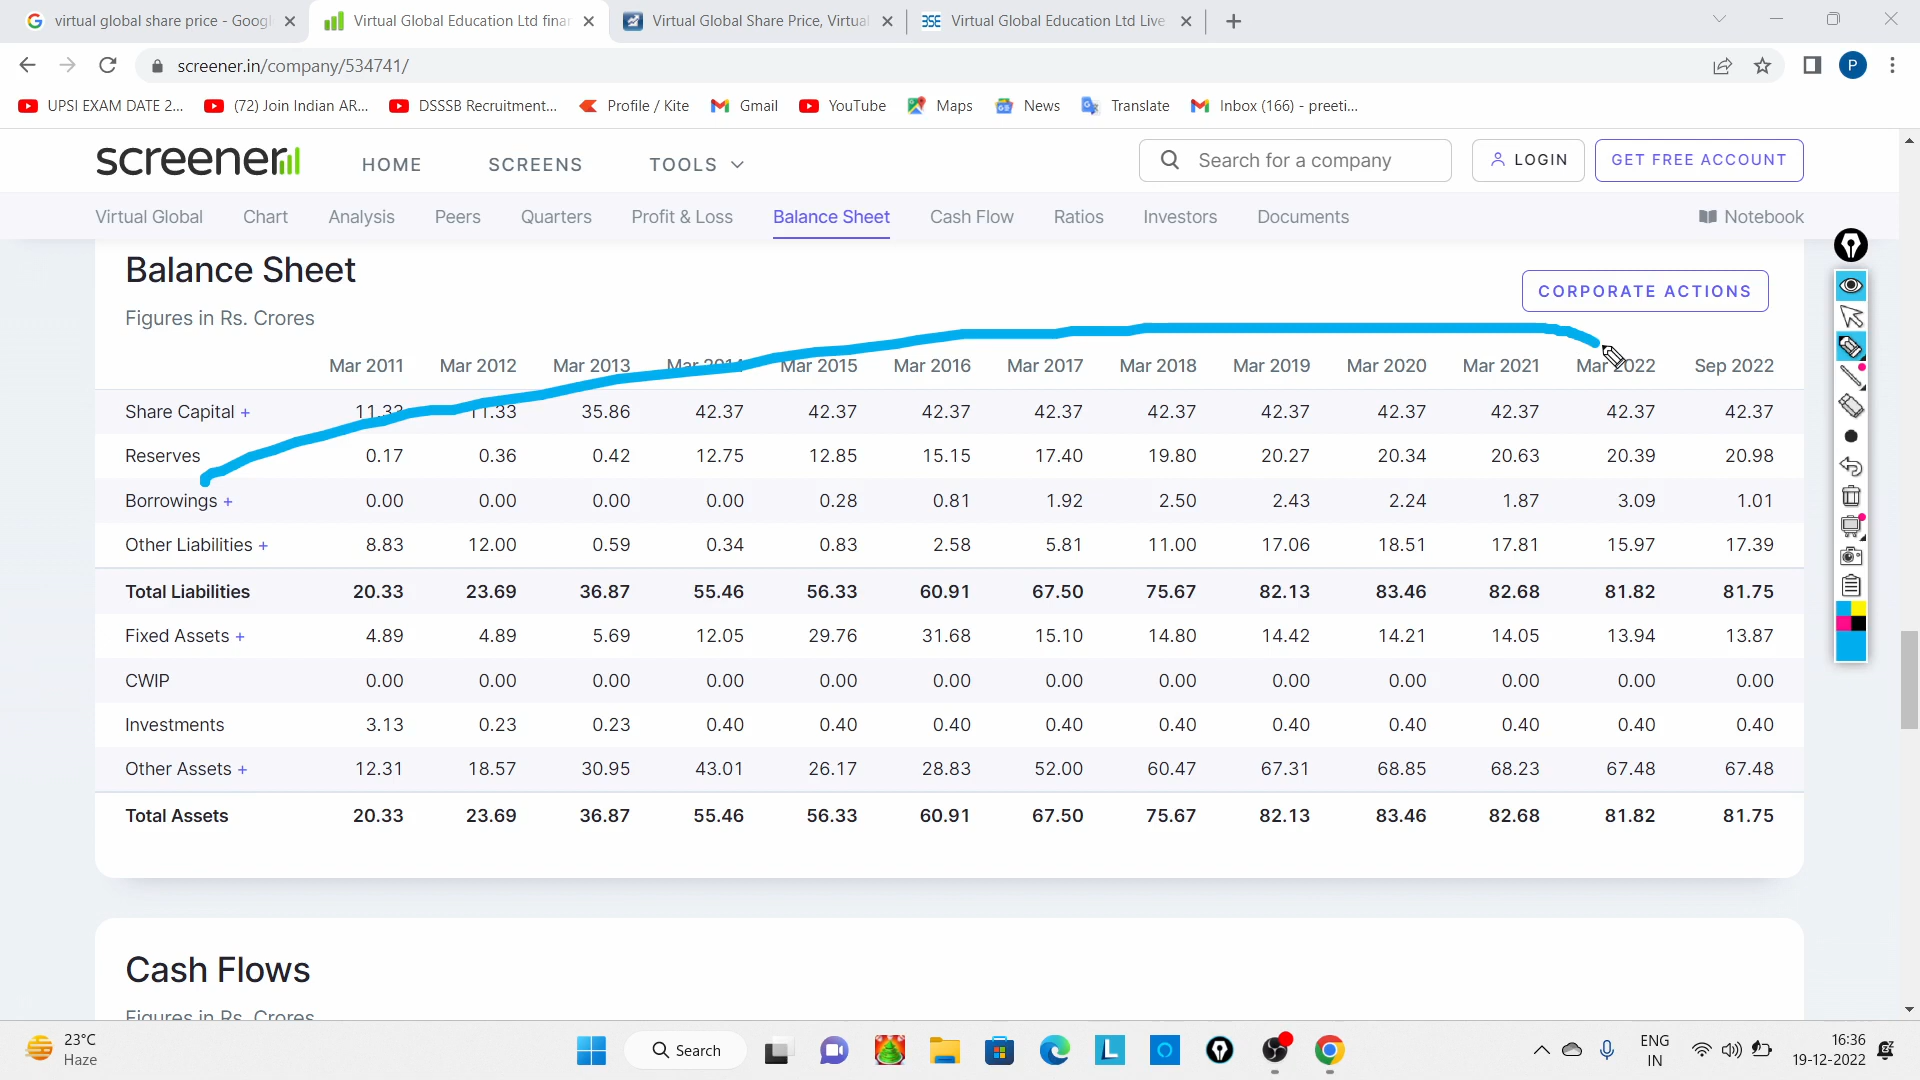 virtual global share price - Googl
Virtual Global Education Ltd finan
Virtual Global Share Price, Virtual
BSE Virtual Global Education Ltd Live
screener.in/company/534741/
P
UPSI EXAM DATE 2...
(72) Join Indian AR...
DSSSB Recruitment...
Profile / Kite
Gmail
YouTube
Maps
News
Translate
Inbox (166) - preeti...
screener
HOME
SCREENS
TOOLS
Search for a company
LOGIN
GET FREE ACCOUNT
Virtual Global
Chart
Analysis
Peers
Quarters
Profit & Loss
Balance Sheet
Cash Flow
Ratios
Investors
Documents
Notebook
Balance Sheet
CORPORATE ACTIONS
Figures in Rs. Crores
Mar 2011 Mar 2012 Mar 2013 Mar 2014 Mar 2015 Mar 2016 Mar 2017 Mar 2018 Mar 2019 Mar 2020 Mar 2021 Mar 2022 Sep 2022
Share Capital + 11.33 11.33 35.86 42.37 42.37 42.37 42.37 42.37 42.37 42.37 42.37 42.37 42.37
Reserves 0.17 0.36 0.42 12.75 12.85 15.15 17.40 19.80 20.27 20.34 20.63 20.39 20.98
Borrowings + 0.00 0.00 0.00 0.00 0.28 0.81 1.92 2.50 2.43 2.24 1.87 3.09 1.01
Other Liabilities + 8.83 12.00 0.59 0.34 0.83 2.58 5.81 11.00 17.06 18.51 17.81 15.97 17.39
Total Liabilities 20.33 23.69 36.87 55.46 56.33 60.91 67.50 75.67 82.13 83.46 82.68 81.82 81.75
Fixed Assets + 4.89 4.89 5.69 12.05 29.76 31.68 15.10 14.80 14.42 14.21 14.05 13.94 13.87
CWIP 0.00 0.00 0.00 0.00 0.00 0.00 0.00 0.00 0.00 0.00 0.00 0.00 0.00
Investments 3.13 0.23 0.23 0.40 0.40 0.40 0.40 0.40 0.40 0.40 0.40 0.40 0.40
Other Assets + 12.31 18.57 30.95 43.01 26.17 28.83 52.00 60.47 67.31 68.85 68.23 67.48 67.48
Total Assets 20.33 23.69 36.87 55.46 56.33 60.91 67.50 75.67 82.13 83.46 82.68 81.82 81.75
Cash Flows
Figures in Rs. Crores
23°C
Haze
Search
L
ENG
IN
16:36
19-12-2022